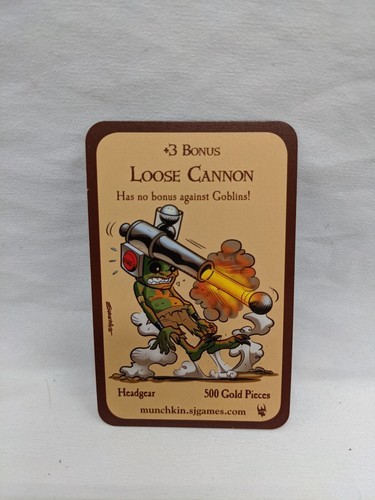 +3 Bonus
Loose Cannon
Has no bonus against Goblins!
Headgear
500 Gold Pieces
munchkin.sjgames.com